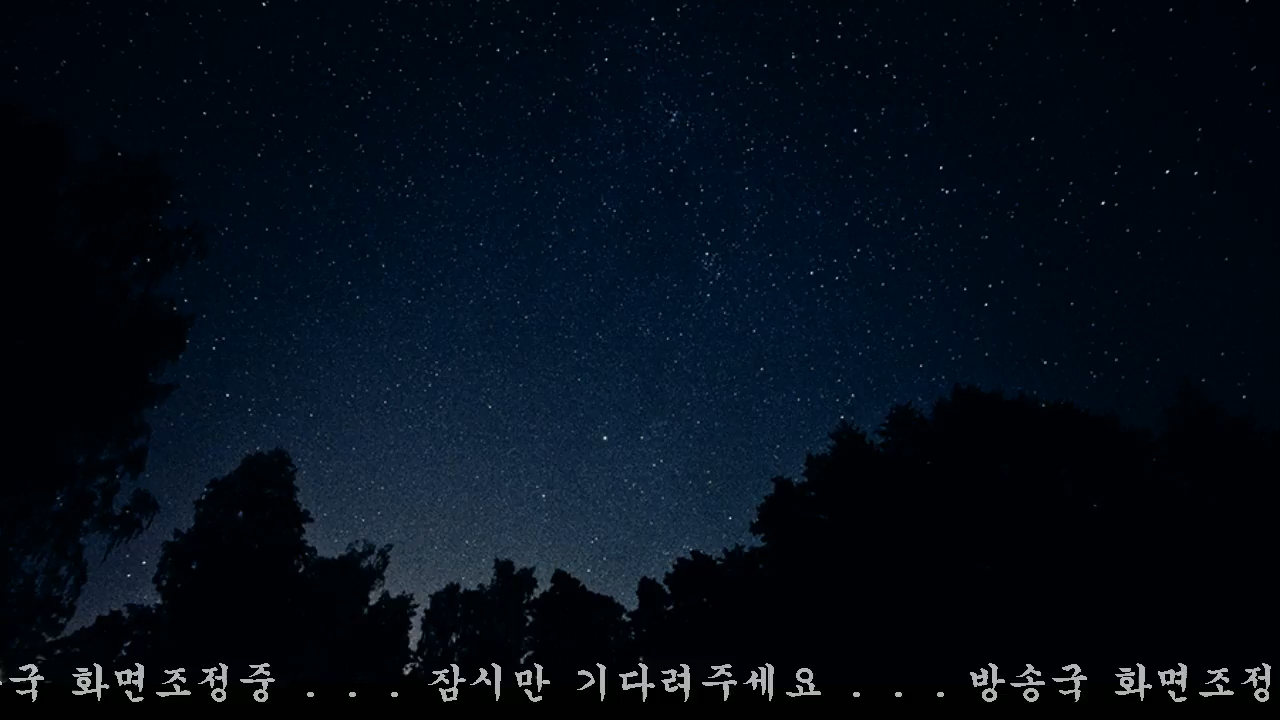 국 화면조정중 . . . 잠시만 기다려주세요 . . . 방송국 화면조정